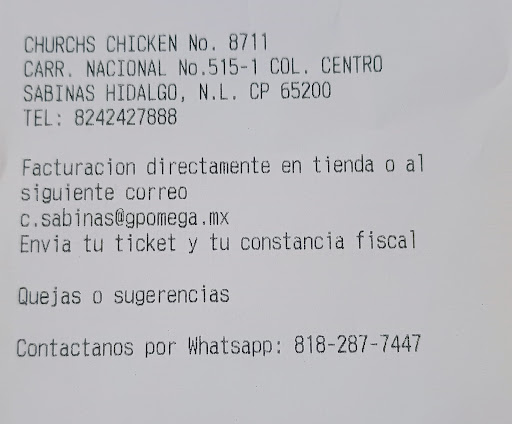 CHURCHS CHICKEN No. 8711
CARR. NACIONAL No.515-1 COL. CENTRO
SABINAS HIDALGO, N.L. CP 65200
TEL: 8242427888
Facturacion directamente en tienda o al
siguiente correo
c.sabinas@gpomega.mx
Envia tu ticket y tu constancia fiscal
Quejas o sugerencias
Contactanos por Whatsapp: 818-287-7447